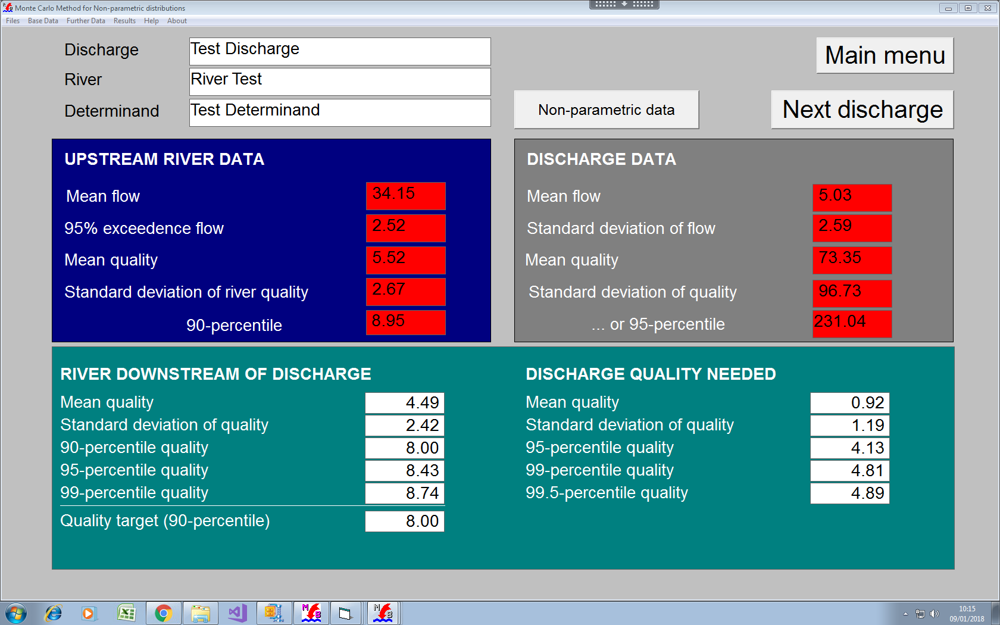 Monte Carlo Method for Non-parametric distributions
Files Base Data Further Data Results Help About
Discharge Test Discharge
Main menu
River River Test
Determinand Test Determinand
Non-parametric data
Next discharge
UPSTREAM RIVER DATA
Mean flow 34.15
95% exceedence flow 2.52
Mean quality 5.52
Standard deviation of river quality 2.67
90-percentile 8.95
DISCHARGE DATA
Mean flow 5.03
Standard deviation of flow 2.59
Mean quality 73.35
Standard deviation of quality 96.73
... or 95-percentile 231.04
RIVER DOWNSTREAM OF DISCHARGE
Mean quality 4.49
Standard deviation of quality 2.42
90-percentile quality 8.00
95-percentile quality 8.43
99-percentile quality 8.74
Quality target (90-percentile) 8.00
DISCHARGE QUALITY NEEDED
Mean quality 0.92
Standard deviation of quality 1.19
95-percentile quality 4.13
99-percentile quality 4.81
99.5-percentile quality 4.89
10:15
09/01/2018